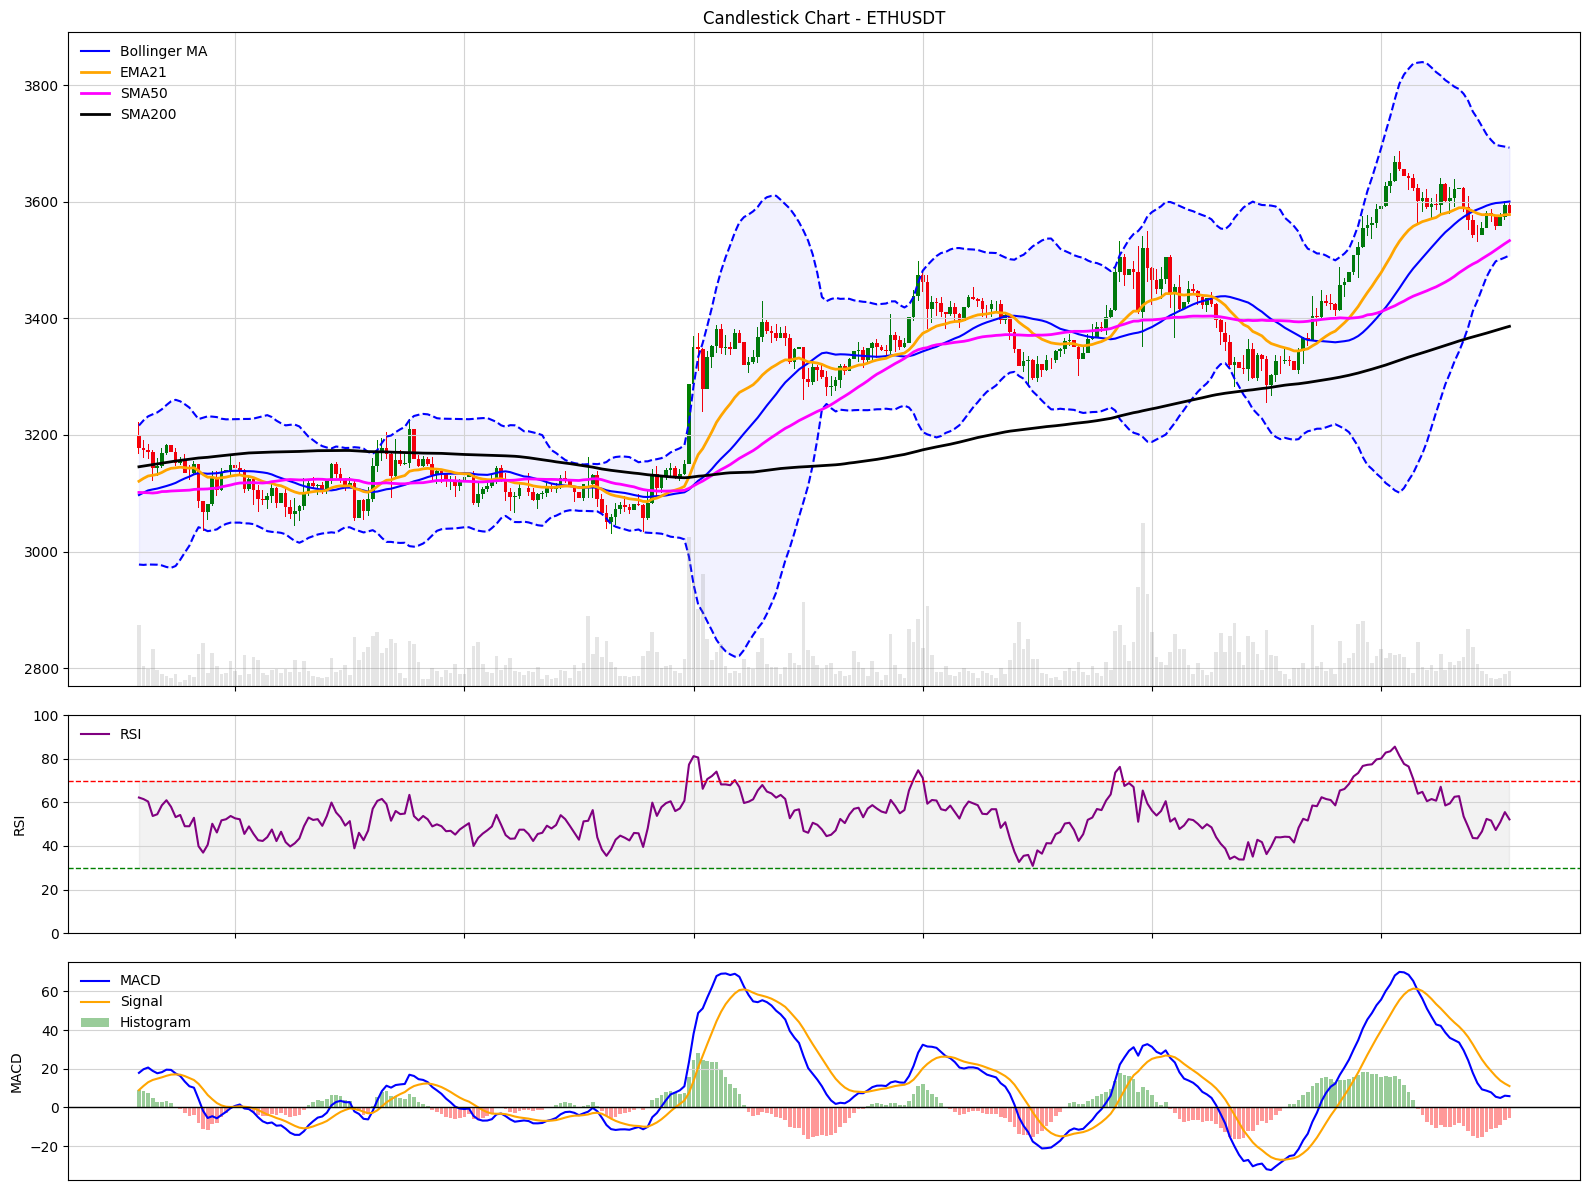 Candlestick Chart - ETHUSDT
Bollinger MA
EMA21
SMA50
SMA200
3800
3600
3400
3200
3000
2800
RSI
RSI
100
80
60
40
20
0
MACD
Signal
Histogram
MACD
60
40
20
0
−20